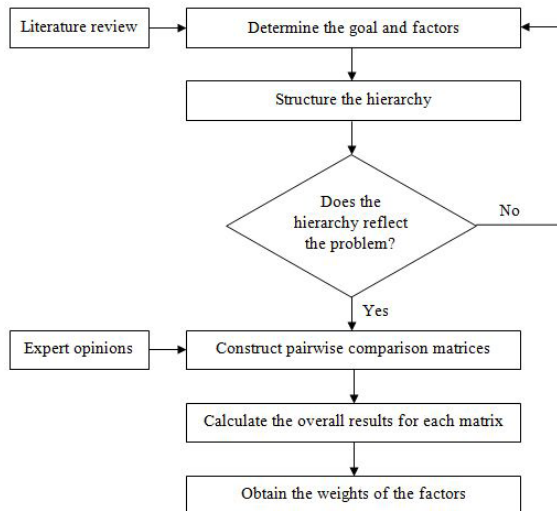 Literature review
Determine the goal and factors
Structure the hierarchy
Does the
hierarchy reflect
the problem?
No
Yes
Expert opinions
Construct pairwise comparison matrices
Calculate the overall results for each matrix
Obtain the weights of the factors